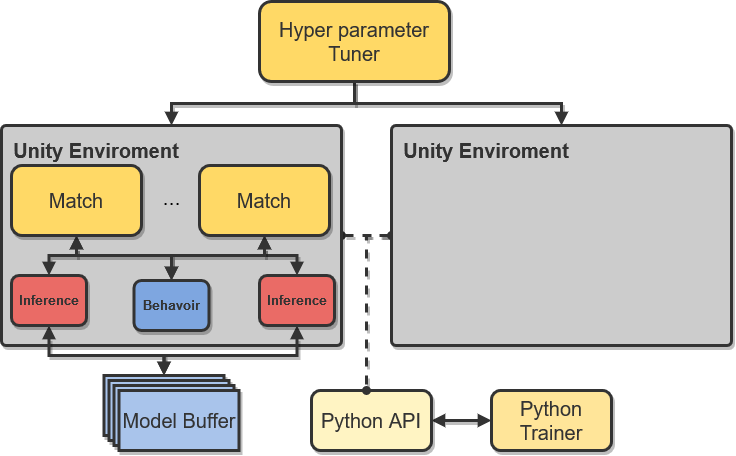 Hyper parameter
Tuner
Unity Enviroment
Unity Enviroment
Match
...
Match
Inference
Behavoir
Inference
Model Buffer
Python API
Python
Trainer